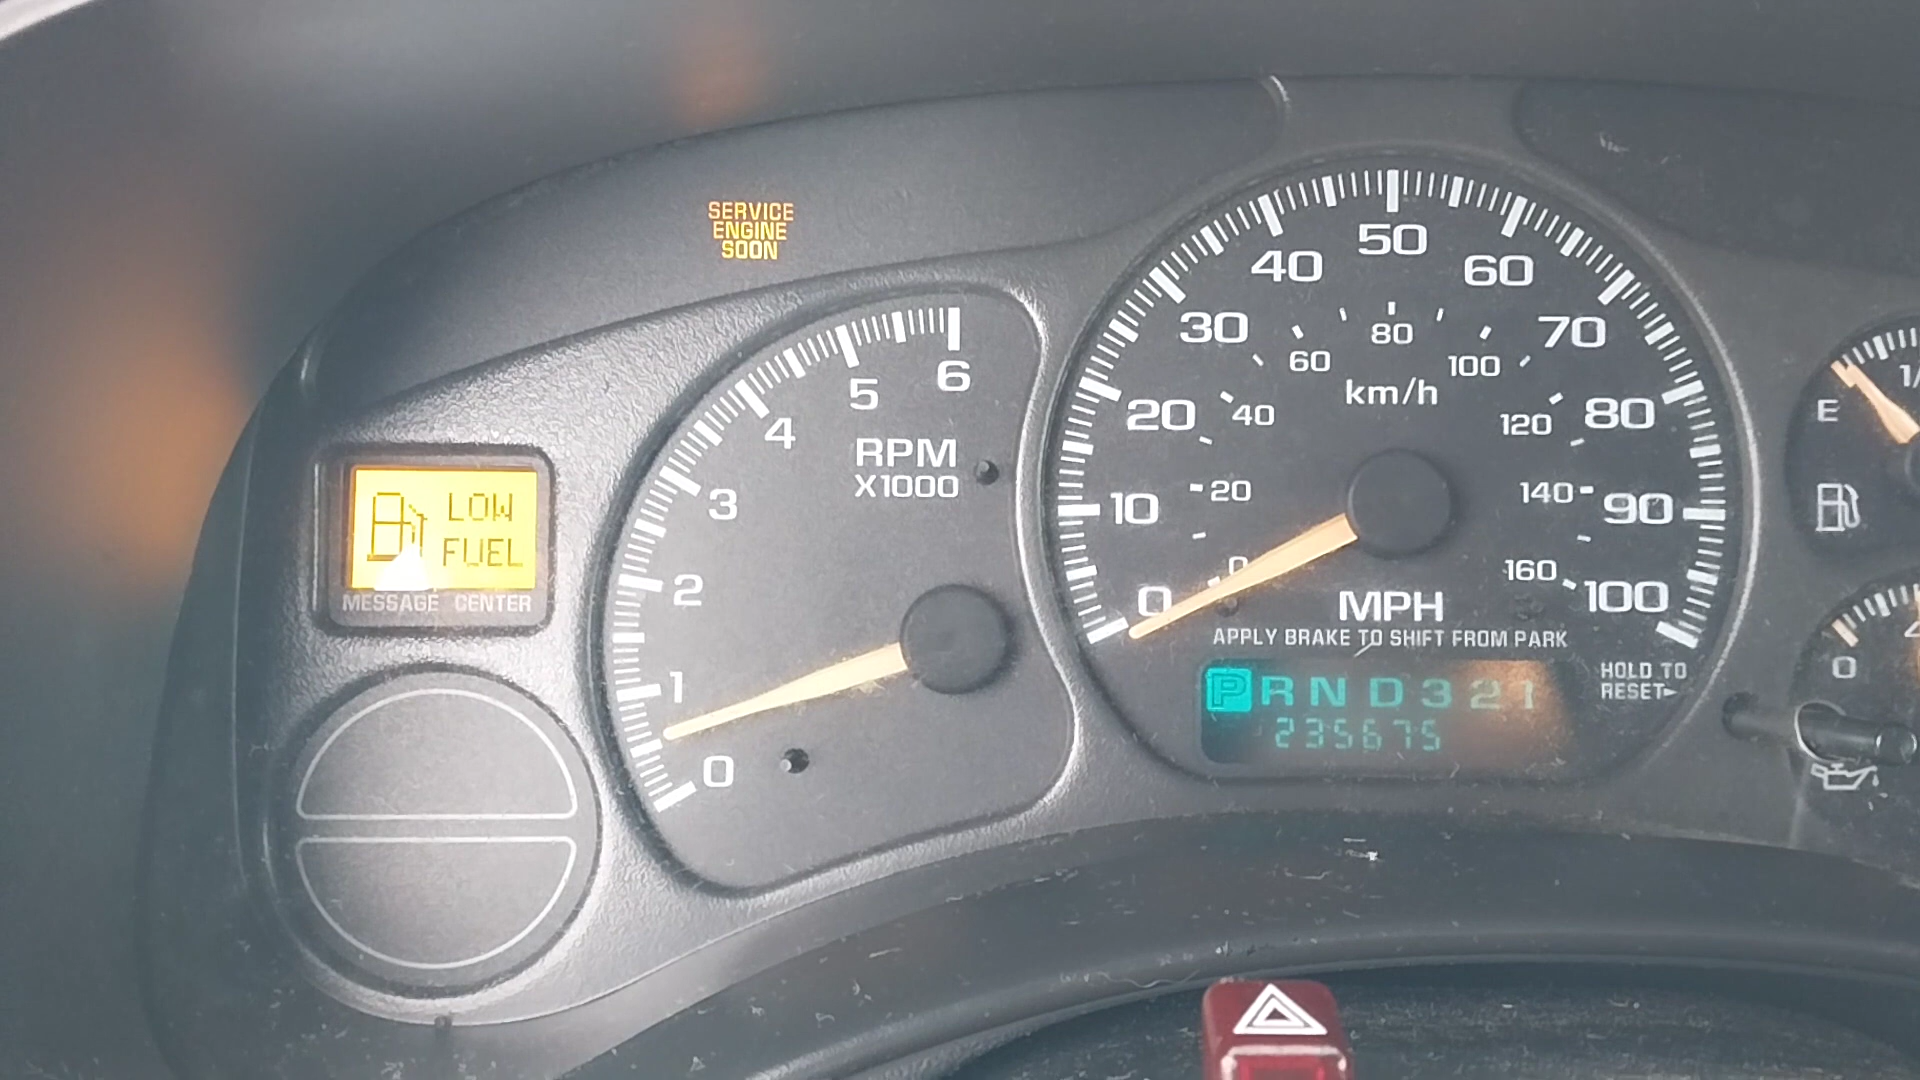 SERVICE
ENGINE
SOON
LOW
FUEL
MESSAGE CENTER
0
1
2
3
4
5
6
RPM
X1000
0
10
20
30
40
50
60
70
80
90
100
0
20
40
60
80
100
120
140
160
km/h
MPH
APPLY BRAKE TO SHIFT FROM PARK
P R N D 3 2 1
235675
HOLD TO
RESET
E
0